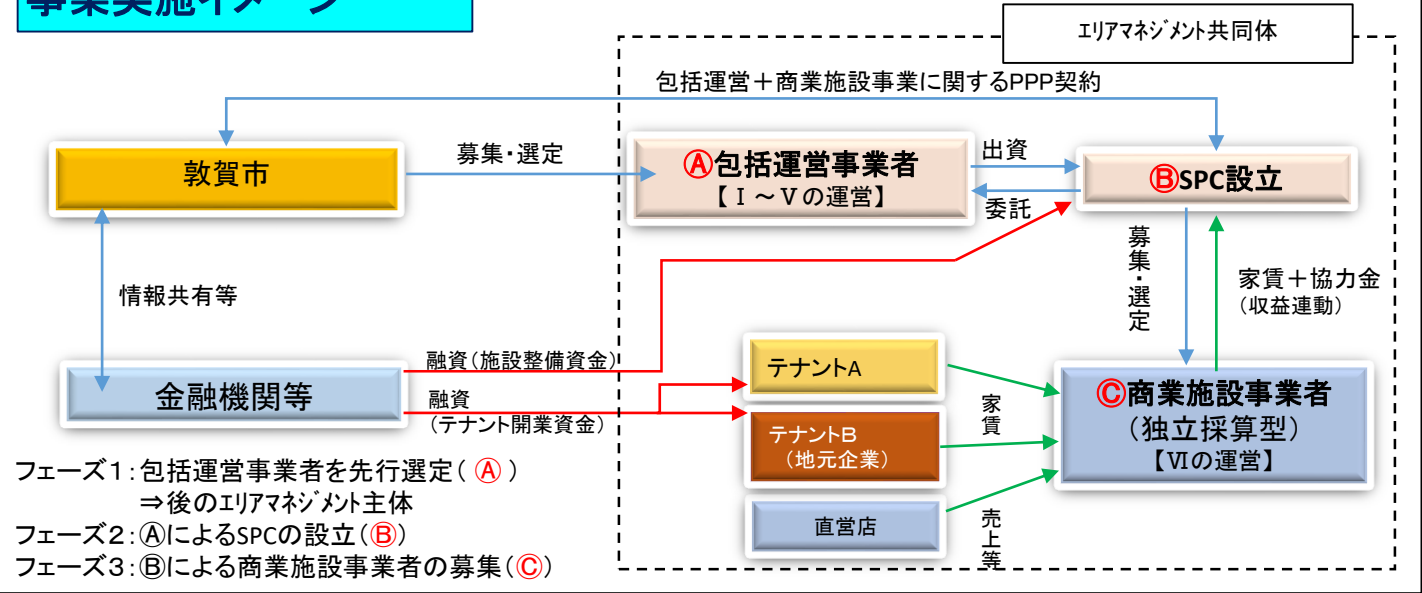 事業実施イメージ
エリアマネジメント共同体
包括運営＋商業施設事業に関するPPP契約
敦賀市
募集・選定
Ⓐ包括運営事業者
【Ⅰ～Ⅴの運営】
出資
委託
ⒷSPC設立
情報共有等
募集・選定
家賃＋協力金
（収益連動）
金融機関等
融資（施設整備資金）
融資
（テナント開業資金）
テナントA
テナントB
（地元企業）
直営店
家賃
売上等
Ⓒ商業施設事業者
（独立採算型）
【Ⅵの運営】
フェーズ１：包括運営事業者を先行選定（Ⓐ）
⇒後のエリアマネジメント主体
フェーズ２：ⒶによるSPCの設立（Ⓑ）
フェーズ３：Ⓑによる商業施設事業者の募集（Ⓒ）